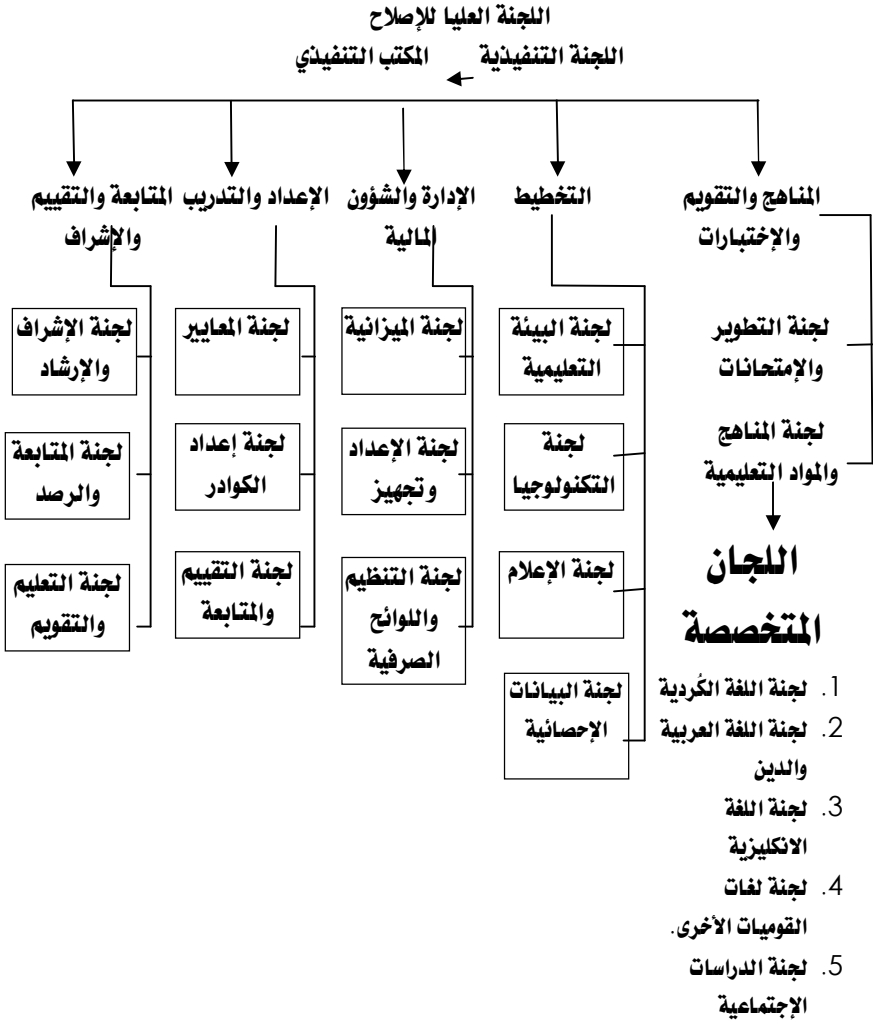 اللجنة العليا للإصلاح
اللجنة التنفيذية المكتب التنفيذي
المناهج والتقويم
والإختبارات
لجنة التطوير
والإمتحانات
لجنة المناهج
والمواد التعليمية
اللجان
المتخصصة
1. لجنة اللغة الكُردية
2. لجنة اللغة العربية
والدين
3. لجنة اللغة
الانكليزية
4. لجنة لغات
القوميات الأخرى.
5. لجنة الدراسات
الإجتماعية
التخطيط
لجنة البيئة
التعليمية
لجنة
التكنولوجيا
لجنة الإعلام
لجنة البيانات
الإحصائية
الإدارة والشؤون
المالية
لجنة الميزانية
لجنة الإعداد
وتجهيز
لجنة التنظيم
واللوائح
الصرفية
الإعداد والتدريب
لجنة المعايير
لجنة إعداد
الكوادر
لجنة التقييم
والمتابعة
المتابعة والتقييم
والإشراف
لجنة الإشراف
والإرشاد
لجنة المتابعة
والرصد
لجنة التعليم
والتقويم